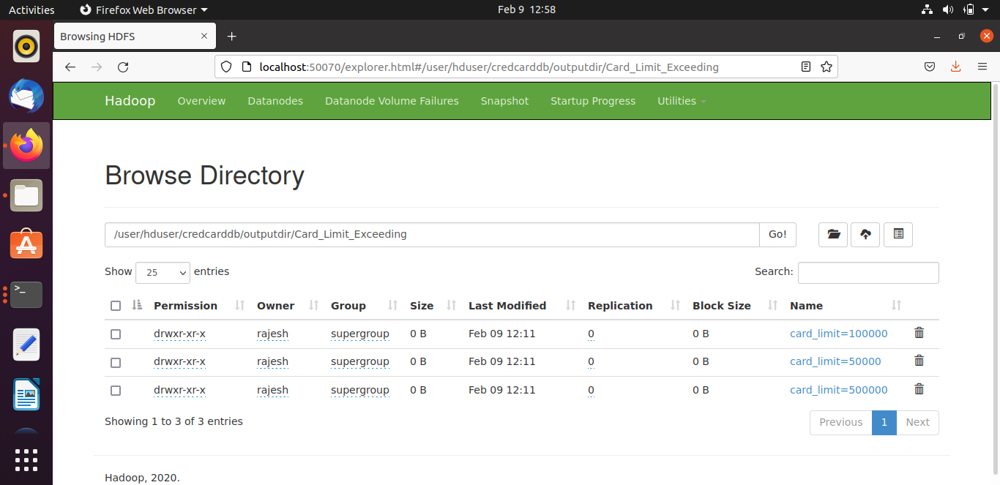 Activities Firefox Web Browser Feb 9 12:58
Browsing HDFS
localhost:50070/explorer.html#/user/hduser/credcarddb/outputdir/Card_Limit_Exceeding
Hadoop Overview Datanodes Datanode Volume Failures Snapshot Startup Progress Utilities
Browse Directory
/user/hduser/credcarddb/outputdir/Card_Limit_Exceeding Go!
Show 25 entries Search:
Permission Owner Group Size Last Modified Replication Block Size Name
drwxr-xr-x rajesh supergroup 0 B Feb 09 12:11 0 0 B card_limit=100000
drwxr-xr-x rajesh supergroup 0 B Feb 09 12:11 0 0 B card_limit=50000
drwxr-xr-x rajesh supergroup 0 B Feb 09 12:11 0 0 B card_limit=500000
Showing 1 to 3 of 3 entries Previous 1 Next
Hadoop, 2020.